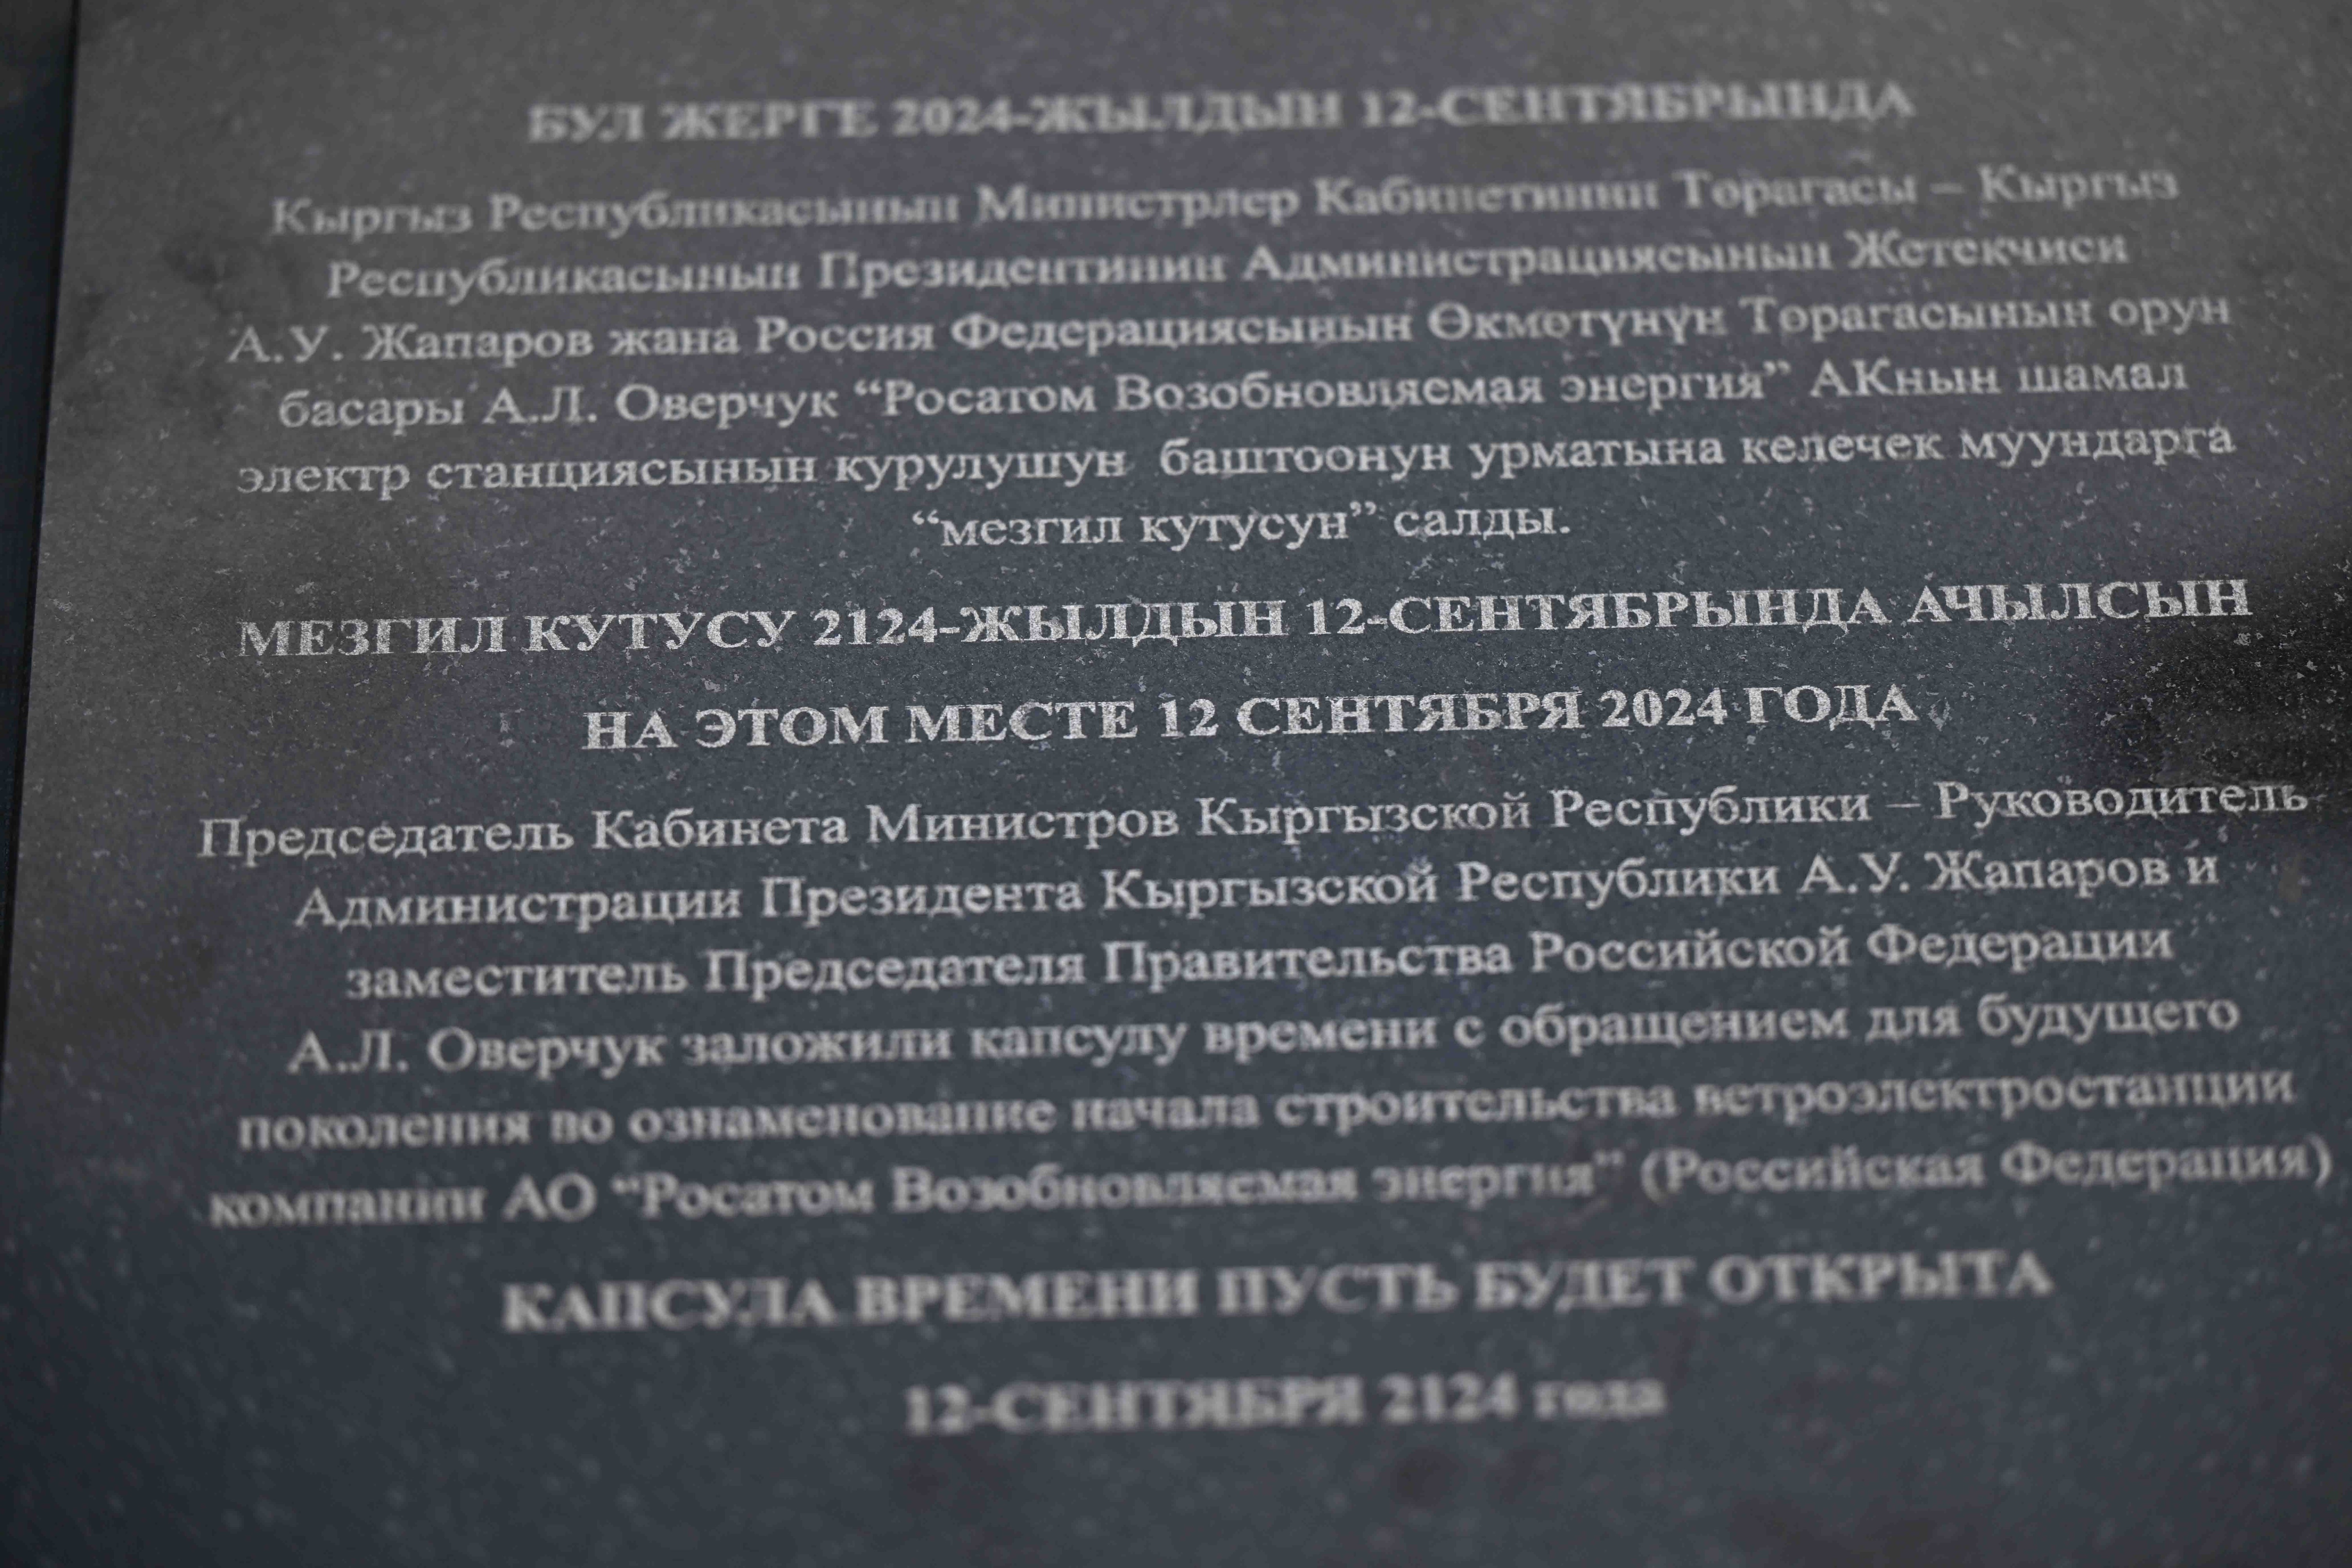 БУЛ ЖЕРГЕ 2024-ЖЫЛДЫН 12-СЕНТЯБРЫНДА
Кыргыз Республикасынын Министрлер Кабинетинин Төрагасы – Кыргыз
Республикасынын Президентинин Администрациясынын Жетекчиси
А.У. Жапаров жана Россия Федерациясынын Өкмөтүнүн Төрагасынын орун
басары А.Л. Оверчук “Росатом Возобновляемая энергия” АКнын шамал
электр станциясынын курулушун баштоонун урматына келечек муундарга
“мезгил кутусун” салды.
МЕЗГИЛ КУТУСУ 2124-ЖЫЛДЫН 12-СЕНТЯБРЫНДА АЧЫЛСЫН
НА ЭТОМ МЕСТЕ 12 СЕНТЯБРЯ 2024 ГОДА
Председатель Кабинета Министров Кыргызской Республики – Руководитель
Администрации Президента Кыргызской Республики А.У. Жапаров и
заместитель Председателя Правительства Российской Федерации
А.Л. Оверчук заложили капсулу времени с обращением для будущего
поколения во ознаменование начала строительства ветроэлектростанции
компании АО “Росатом Возобновляемая энергия” (Российская Федерация)
КАПСУЛА ВРЕМЕНИ ПУСТЬ БУДЕТ ОТКРЫТА
12-СЕНТЯБРЯ 2124 года